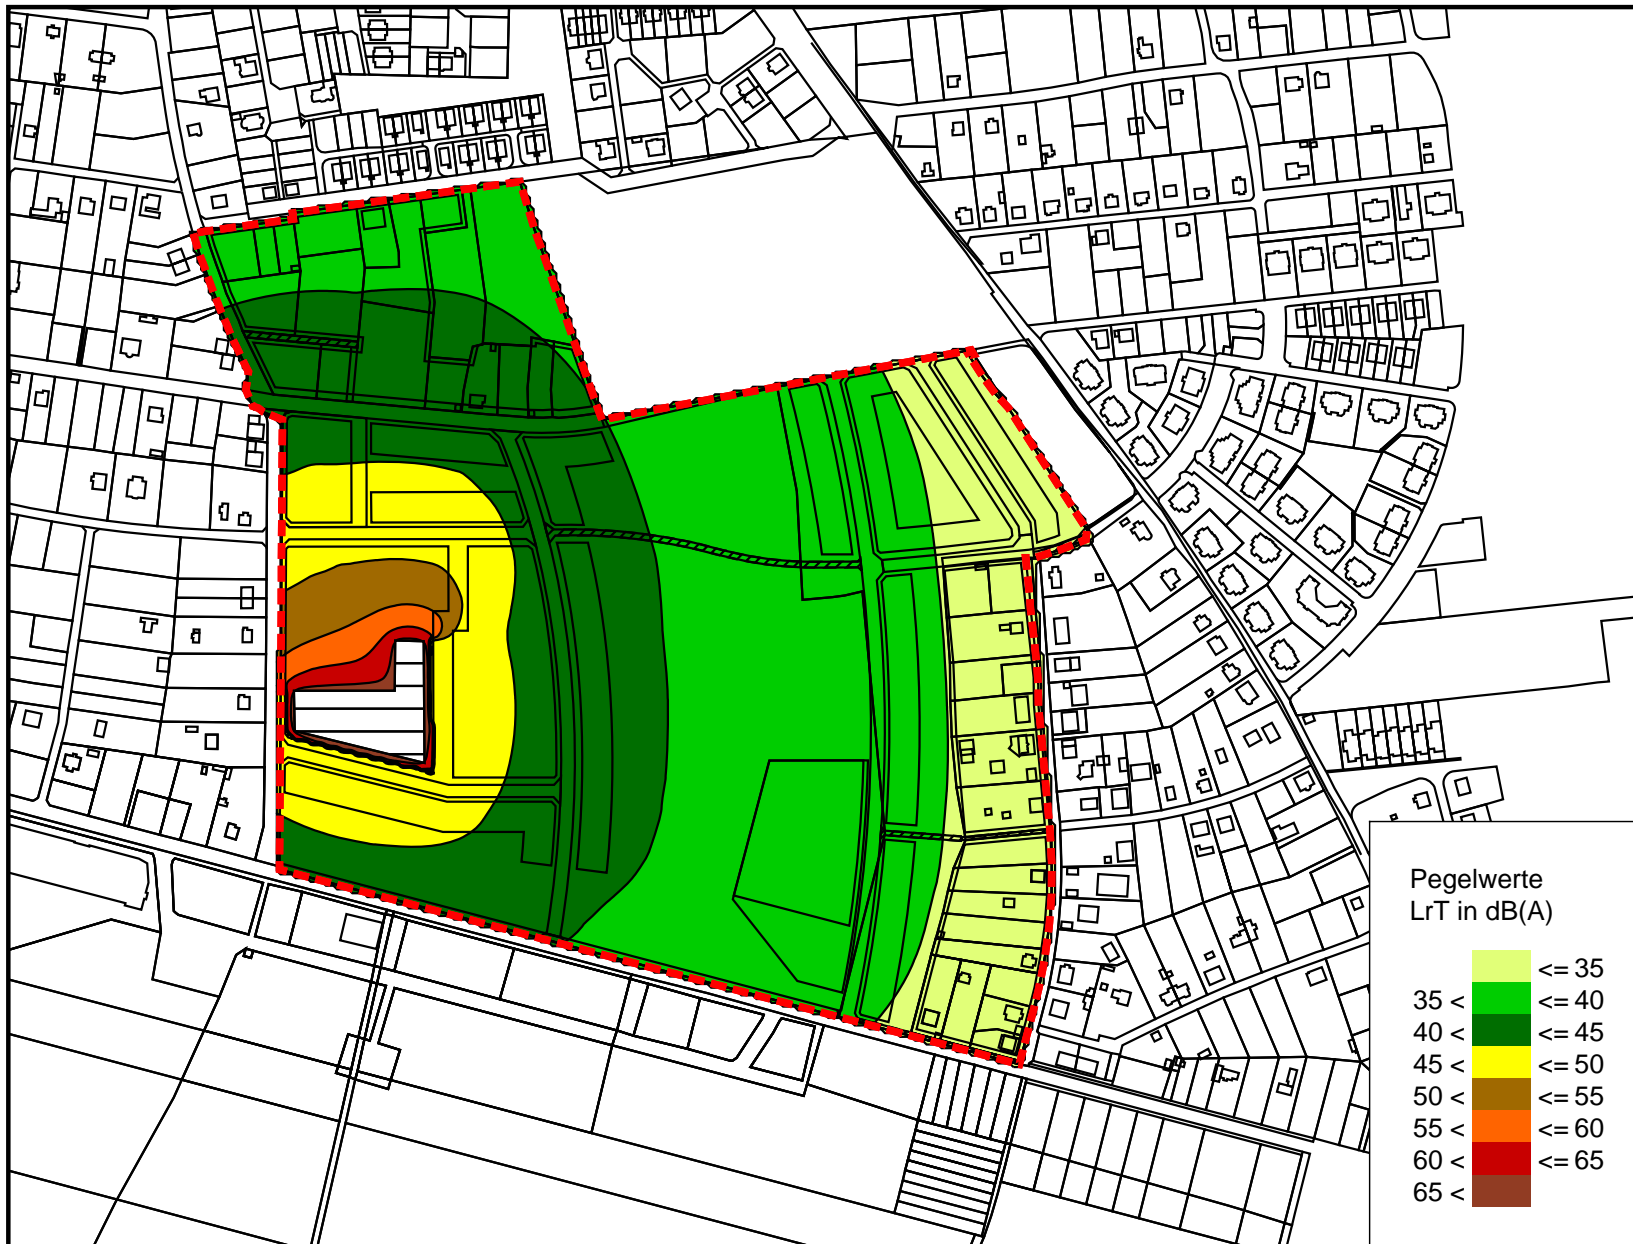 Pegelwerte
LrT in dB(A)
<= 35
35 < <= 40
40 < <= 45
45 < <= 50
50 < <= 55
55 < <= 60
60 < <= 65
65 <